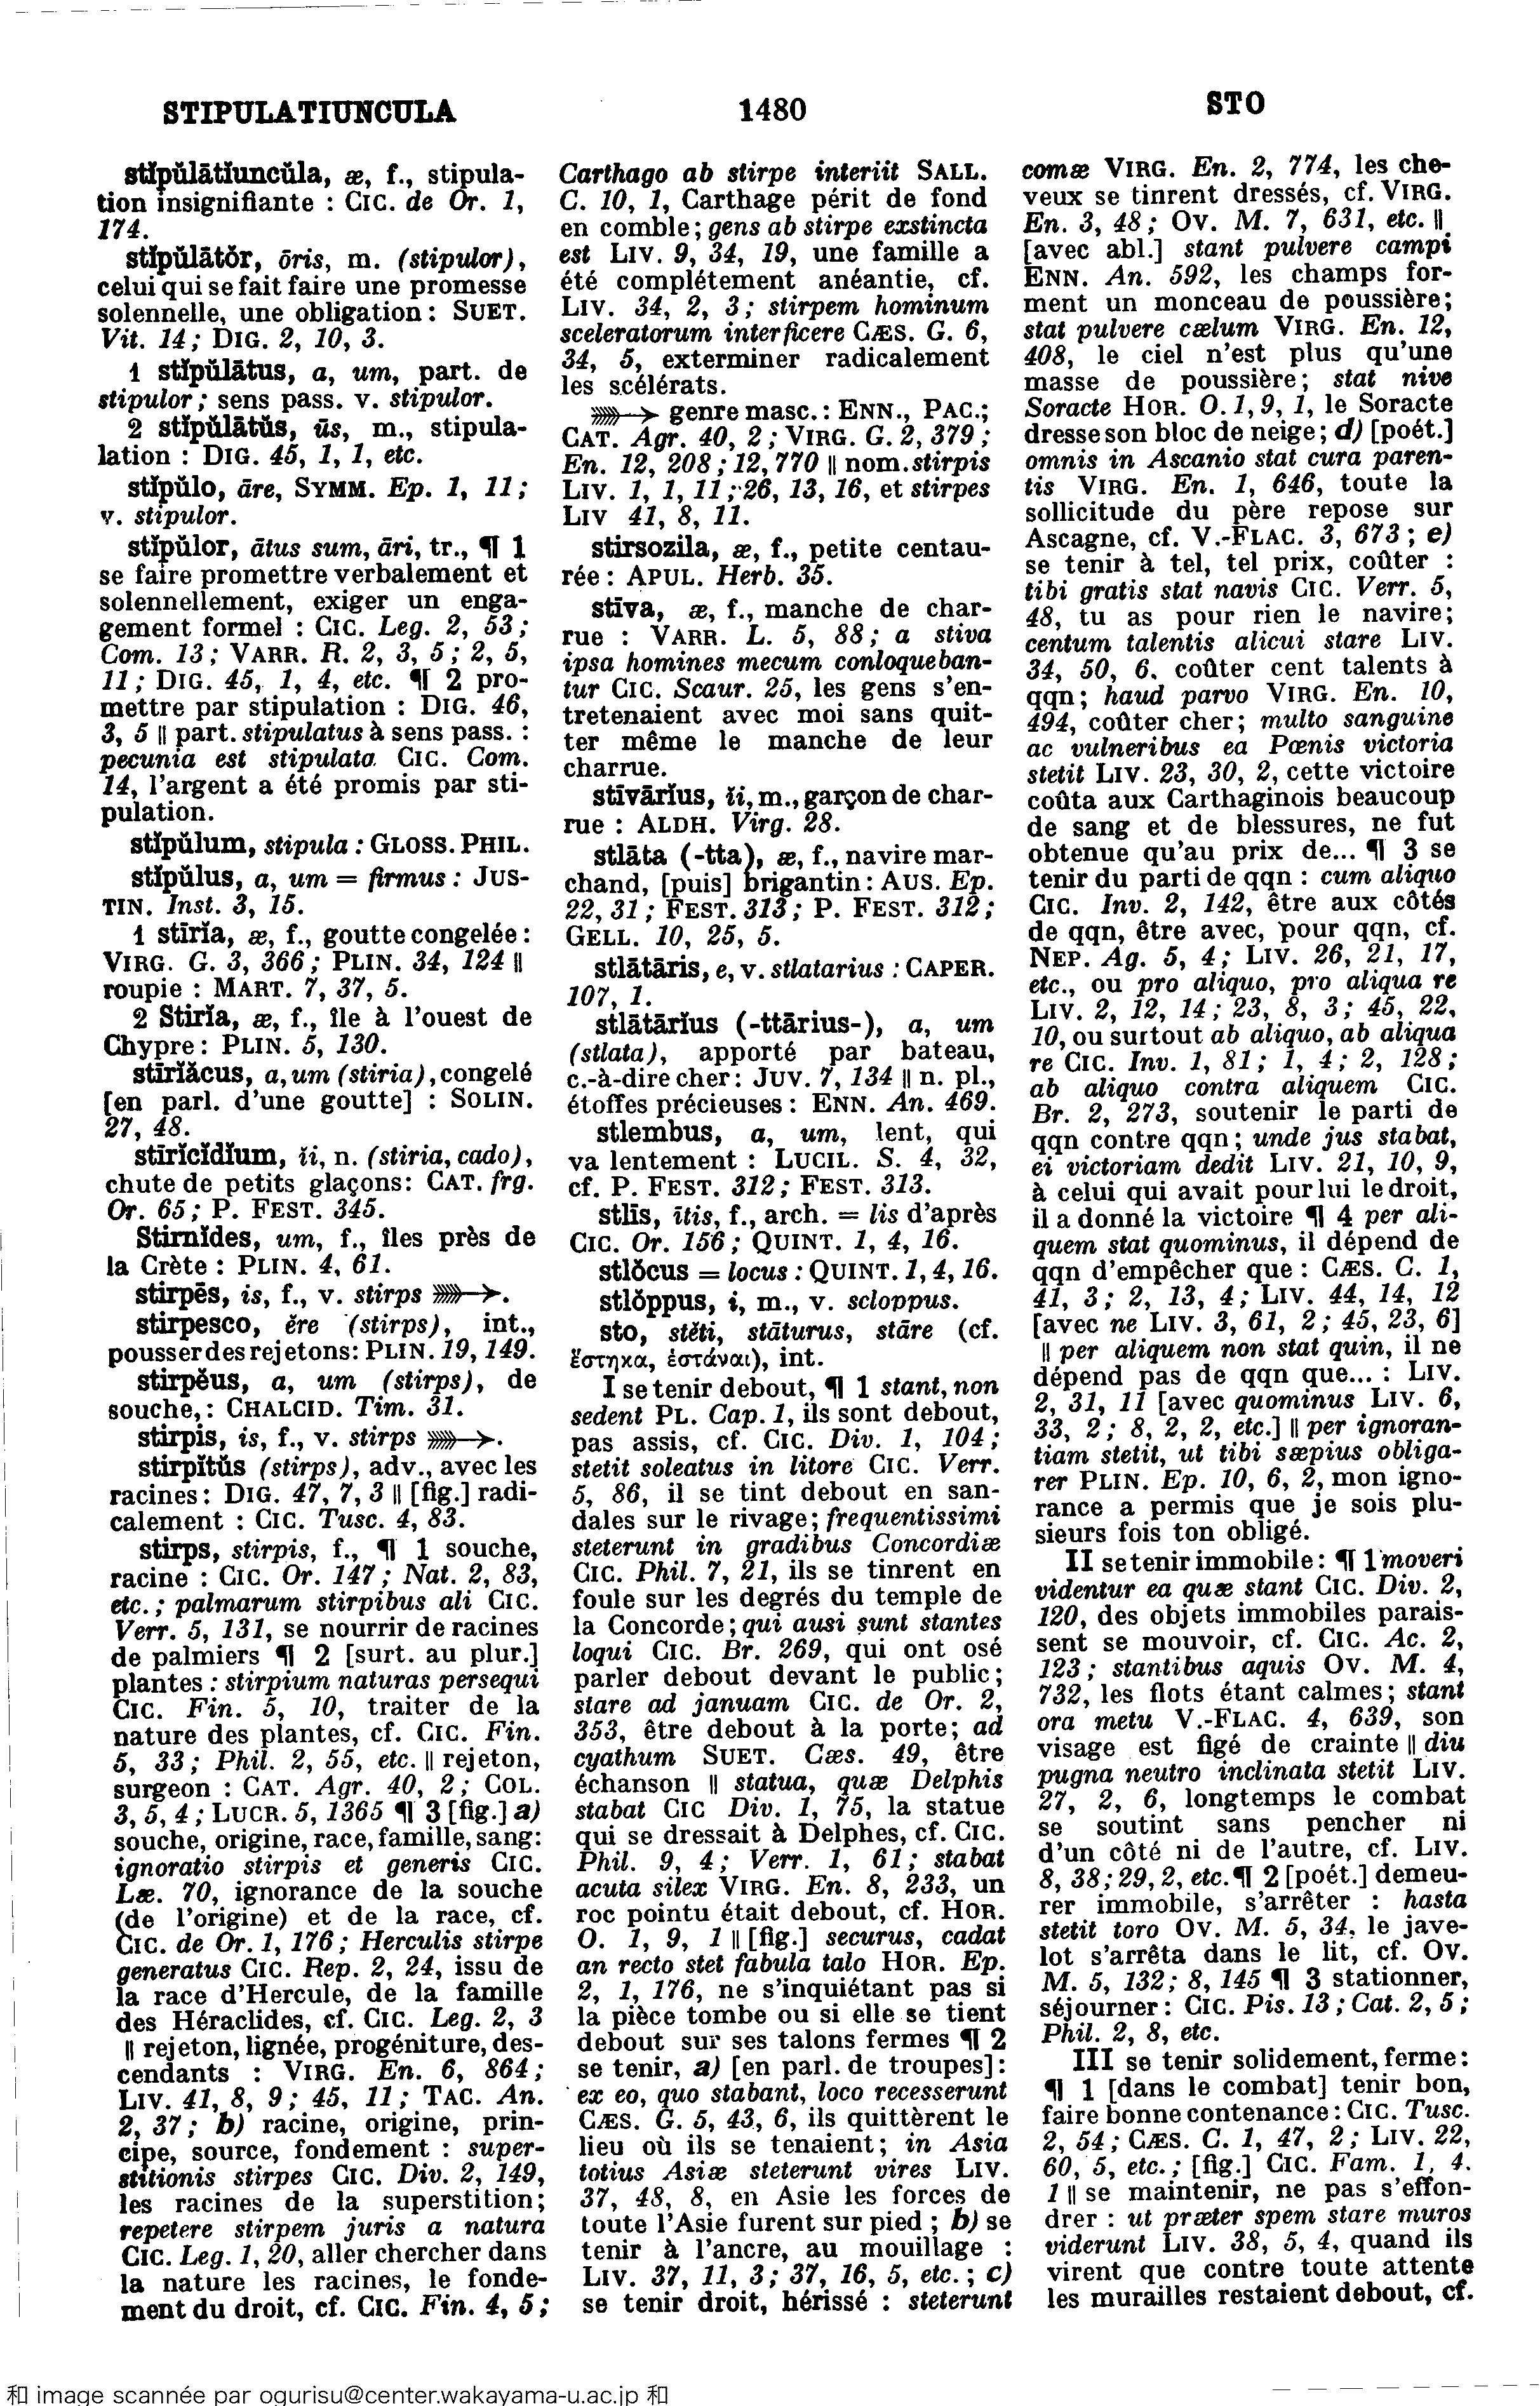 STIPULATIUNCULA
1480
STO
stĭpŭlātĭuncŭla, æ, f., stipula-
tion insignifiante : CIC. de Or. 1,
174.
stĭpŭlātŏr, ōris, m. (stipulor),
celui qui se fait faire une promesse
solennelle, une obligation : SUET.
Vit. 14 ; DIG. 2, 10, 3.
1 stĭpŭlātus, a, um, part. de
stipulor ; sens pass. v. stipulor.
2 stĭpŭlātŭs, ūs, m., stipula-
lation : DIG. 45, 1, 1, etc.
stĭpŭlo, āre, SYMM. Ep. 1, 11 ;
v. stipulor.
stĭpŭlor, ātus sum, āri, tr., ¶ 1
se faire promettre verbalement et
solennellement, exiger un enga-
gement formel : CIC. Leg. 2, 53 ;
Com. 13 ; VARR. R. 2, 3, 5 ; 2, 5,
11 ; DIG. 45, 1, 4, etc. ¶ 2 pro-
mettre par stipulation : DIG. 46,
3, 5 || part. stipulatus à sens pass. :
pecunia est stipulata CIC. Com.
14, l'argent a été promis par sti-
pulation.
stĭpŭlum, stipula : GLOSS. PHIL.
stĭpŭlus, a, um = firmus : JUS-
TIN. Inst. 3, 15.
1 stīrĭa, æ, f., goutte congelée :
VIRG. G. 3, 366 ; PLIN. 34, 124 ||
roupie : MART. 7, 37, 5.
2 Stirĭa, æ, f., île à l'ouest de
Chypre : PLIN. 5, 130.
stīrĭăcus, a, um (stiria), congelé
[en parl. d'une goutte] : SOLIN.
27, 48.
stīrĭcĭdĭum, ĭi, n. (stiria, cado),
chute de petits glaçons : CAT. frg.
Or. 65 ; P. FEST. 345.
Stirnĭdes, um, f., îles près de
la Crète : PLIN. 4, 61.
stirpēs, is, f., v. stirps ⟶.
stirpesco, ĕre (stirps), int.,
pousser des rejetons : PLIN. 19, 149.
stirpĕus, a, um (stirps), de
souche, : CHALCID. Tim. 31.
stirpis, is, f., v. stirps ⟶.
stirpĭtŭs (stirps), adv., avec les
racines : DIG. 47, 7, 3 || [fig.] radi-
calement : CIC. Tusc. 4, 83.
stirps, stirpis, f., ¶ 1 souche,
racine : CIC. Or. 147 ; Nat. 2, 83,
etc. ; palmarum stirpibus ali CIC.
Verr. 5, 131, se nourrir de racines
de palmiers ¶ 2 [surt. au plur.]
plantes : stirpium naturas persequi
CIC. Fin. 5, 10, traiter de la
nature des plantes, cf. CIC. Fin.
5, 33 ; Phil. 2, 55, etc. || rejeton,
surgeon : CAT. Agr. 40, 2 ; COL.
3, 5, 4 ; LUCR. 5, 1365 ¶ 3 [fig.] a)
souche, origine, race, famille, sang :
ignoratio stirpis et generis CIC.
Læ. 70, ignorance de la souche
(de l'origine) et de la race, cf.
CIC. de Or. 1, 176 ; Herculis stirpe
generatus CIC. Rep. 2, 24, issu de
la race d'Hercule, de la famille
des Héraclides, cf. CIC. Leg. 2, 3
|| rejeton, lignée, progéniture, des-
cendants : VIRG. En. 6, 864 ;
LIV. 41, 8, 9 ; 45, 11 ; TAC. An.
2, 37 ; b) racine, origine, prin-
cipe, source, fondement : super-
stitionis stirpes CIC. Div. 2, 149,
les racines de la superstition ;
repetere stirpem juris a natura
CIC. Leg. 1, 20, aller chercher dans
la nature les racines, le fonde-
ment du droit, cf. CIC. Fin. 4, 5 ;
Carthago ab stirpe interiit SALL.
C. 10, 1, Carthage périt de fond
en comble ; gens ab stirpe exstincta
est LIV. 9, 34, 19, une famille a
été complétement anéantie, cf.
LIV. 34, 2, 3 ; stirpem hominum
sceleratorum interficere CÆS. G. 6,
34, 5, exterminer radicalement
les scélérats.
⟶ genre masc. : ENN., PAC. ;
CAT. Agr. 40, 2 ; VIRG. G. 2, 379 ;
En. 12, 208 ; 12, 770 || nom. stirpis
LIV. 1, 1, 11 ; 26, 13, 16, et stirpes
LIV 41, 8, 11.
stirsozila, æ, f., petite centau-
rée : APUL. Herb. 35.
stīva, æ, f., manche de char-
rue : VARR. L. 5, 88 ; a stiva
ipsa homines mecum conloqueban-
tur CIC. Scaur. 25, les gens s'en-
tretenaient avec moi sans quit-
ter même le manche de leur
charrue.
stīvārĭus, ĭi, m., garçon de char-
rue : ALDH. Virg. 28.
stlāta (-tta), æ, f., navire mar-
chand, [puis] brigantin : AUS. Ep.
22, 31 ; FEST. 313 ; P. FEST. 312 ;
GELL. 10, 25, 5.
stlātāris, e, v. stlatarius : CAPER.
107, 1.
stlātārĭus (-ttārius-), a, um
(stlata), apporté par bateau,
c.-à-dire cher : JUV. 7, 134 || n. pl.,
étoffes précieuses : ENN. An. 469.
stlembus, a, um, lent, qui
va lentement : LUCIL. S. 4, 32,
cf. P. FEST. 312 ; FEST. 313.
stlīs, ītis, f., arch. = lis d'après
CIC. Or. 156 ; QUINT. 1, 4, 16.
stlŏcus = locus : QUINT. 1, 4, 16.
stlŏppus, i, m., v. scloppus.
sto, stĕti, stāturus, stāre (cf.
ἕστηκα, ἑστάναι), int.
I se tenir debout, ¶ 1 stant, non
sedent PL. Cap. 1, ils sont debout,
pas assis, cf. CIC. Div. 1, 104 ;
stetit soleatus in litore CIC. Verr.
5, 86, il se tint debout en san-
dales sur le rivage ; frequentissimi
steterunt in gradibus Concordiæ
CIC. Phil. 7, 21, ils se tinrent en
foule sur les degrés du temple de
la Concorde ; qui ausi sunt stantes
loqui CIC. Br. 269, qui ont osé
parler debout devant le public ;
stare ad januam CIC. de Or. 2,
353, être debout à la porte ; ad
cyathum SUET. Cæs. 49, être
échanson || statua, quæ Delphis
stabat CIC Div. 1, 75, la statue
qui se dressait à Delphes, cf. CIC.
Phil. 9, 4 ; Verr. 1, 61 ; stabat
acuta silex VIRG. En. 8, 233, un
roc pointu était debout, cf. HOR.
O. 1, 9, 1 || [fig.] securus, cadat
an recto stet fabula talo HOR. Ep.
2, 1, 176, ne s'inquiétant pas si
la pièce tombe ou si elle se tient
debout sur ses talons fermes ¶ 2
se tenir, a) [en parl. de troupes] :
ex eo, quo stabant, loco recesserunt
CÆS. G. 5, 43, 6, ils quittèrent le
lieu où ils se tenaient ; in Asia
totius Asiæ steterunt vires LIV.
37, 48, 8, en Asie les forces de
toute l'Asie furent sur pied ; b) se
tenir à l'ancre, au mouillage :
LIV. 37, 11, 3 ; 37, 16, 5, etc. ; c)
se tenir droit, hérissé : steterunt
comæ VIRG. En. 2, 774, les che-
veux se tinrent dressés, cf. VIRG.
En. 3, 48 ; OV. M. 7, 631, etc. ||
[avec abl.] stant pulvere campi
ENN. An. 592, les champs for-
ment un monceau de poussière ;
stat pulvere cælum VIRG. En. 12,
408, le ciel n'est plus qu'une
masse de poussière ; stat nive
Soracte HOR. O. 1, 9, 1, le Soracte
dresse son bloc de neige ; d) [poét.]
omnis in Ascanio stat cura paren-
tis VIRG. En. 1, 646, toute la
sollicitude du père repose sur
Ascagne, cf. V.-FLAC. 3, 673 ; e)
se tenir à tel, tel prix, coûter :
tibi gratis stat navis CIC. Verr. 5,
48, tu as pour rien le navire ;
centum talentis alicui stare LIV.
34, 50, 6, coûter cent talents à
qqn ; haud parvo VIRG. En. 10,
494, coûter cher ; multo sanguine
ac vulneribus ea Pœnis victoria
stetit LIV. 23, 30, 2, cette victoire
coûta aux Carthaginois beaucoup
de sang et de blessures, ne fut
obtenue qu'au prix de... ¶ 3 se
tenir du parti de qqn : cum aliquo
CIC. Inv. 2, 142, être aux côtés
de qqn, être avec, pour qqn, cf.
NEP. Ag. 5, 4 ; LIV. 26, 21, 17,
etc., ou pro aliquo, pro aliqua re
LIV. 2, 12, 14 ; 23, 8, 3 ; 45, 22,
10, ou surtout ab aliquo, ab aliqua
re CIC. Inv. 1, 81 ; 1, 4 ; 2, 128 ;
ab aliquo contra aliquem CIC.
Br. 2, 273, soutenir le parti de
qqn contre qqn ; unde jus stabat,
ei victoriam dedit LIV. 21, 10, 9,
à celui qui avait pour lui le droit,
il a donné la victoire ¶ 4 per ali-
quem stat quominus, il dépend de
qqn d'empêcher que : CÆS. C. 1,
41, 3 ; 2, 13, 4 ; LIV. 44, 14, 12
[avec ne LIV. 3, 61, 2 ; 45, 23, 6]
|| per aliquem non stat quin, il ne
dépend pas de qqn que... : LIV.
2, 31, 11 [avec quominus LIV. 6,
33, 2 ; 8, 2, 2, etc.] || per ignoran-
tiam stetit, ut tibi sæpius obliga-
rer PLIN. Ep. 10, 6, 2, mon igno-
rance a permis que je sois plu-
sieurs fois ton obligé.
II se tenir immobile : ¶ 1 moveri
videntur ea quæ stant CIC. Div. 2,
120, des objets immobiles parais-
sent se mouvoir, cf. CIC. Ac. 2,
123 ; stantibus aquis OV. M. 4,
732, les flots étant calmes ; stant
ora metu V.-FLAC. 4, 639, son
visage est figé de crainte || diu
pugna neutro inclinata stetit LIV.
27, 2, 6, longtemps le combat
se soutint sans pencher ni
d'un côté ni de l'autre, cf. LIV.
8, 38 ; 29, 2, etc. ¶ 2 [poét.] demeu-
rer immobile, s'arrêter : hasta
stetit toro OV. M. 5, 34, le jave-
lot s'arrêta dans le lit, cf. OV.
M. 5, 132 ; 8, 145 ¶ 3 stationner,
séjourner : CIC. Pis. 13 ; Cat. 2, 5 ;
Phil. 2, 8, etc.
III se tenir solidement, ferme :
¶ 1 [dans le combat] tenir bon,
faire bonne contenance : CIC. Tusc.
2, 54 ; CÆS. C. 1, 47, 2 ; LIV. 22,
60, 5, etc. ; [fig.] CIC. Fam. 1, 4.
1 || se maintenir, ne pas s'effon-
drer : ut præter spem stare muros
viderunt LIV. 38, 5, 4, quand ils
virent que contre toute attente
les murailles restaient debout, cf.
和 image scannée par ogurisu@center.wakayama-u.ac.jp 和